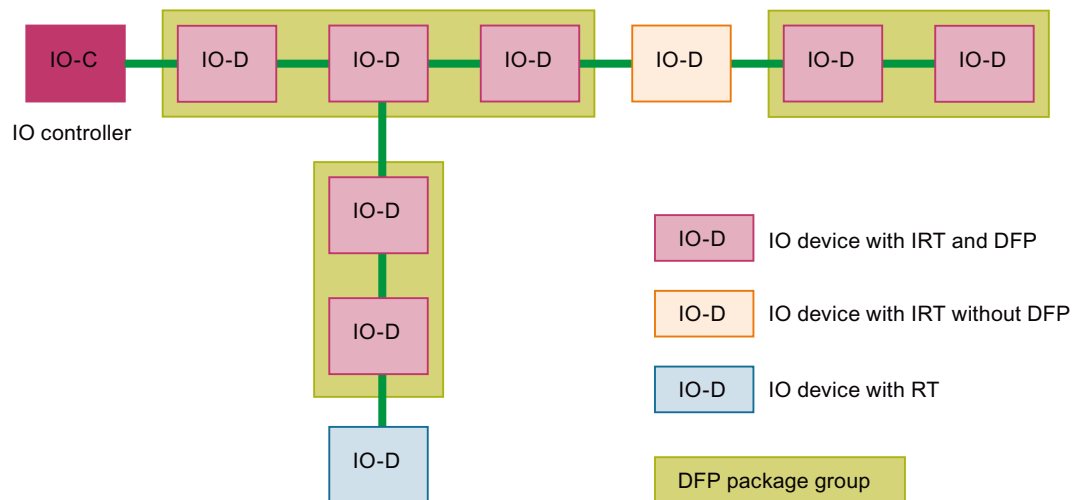 IO-C
IO-D
IO-D
IO-D
IO-D
IO-D
IO-D
IO controller
IO-D
IO-D
IO-D
IO-D IO device with IRT and DFP
IO-D IO device with IRT without DFP
IO-D IO device with RT
DFP package group